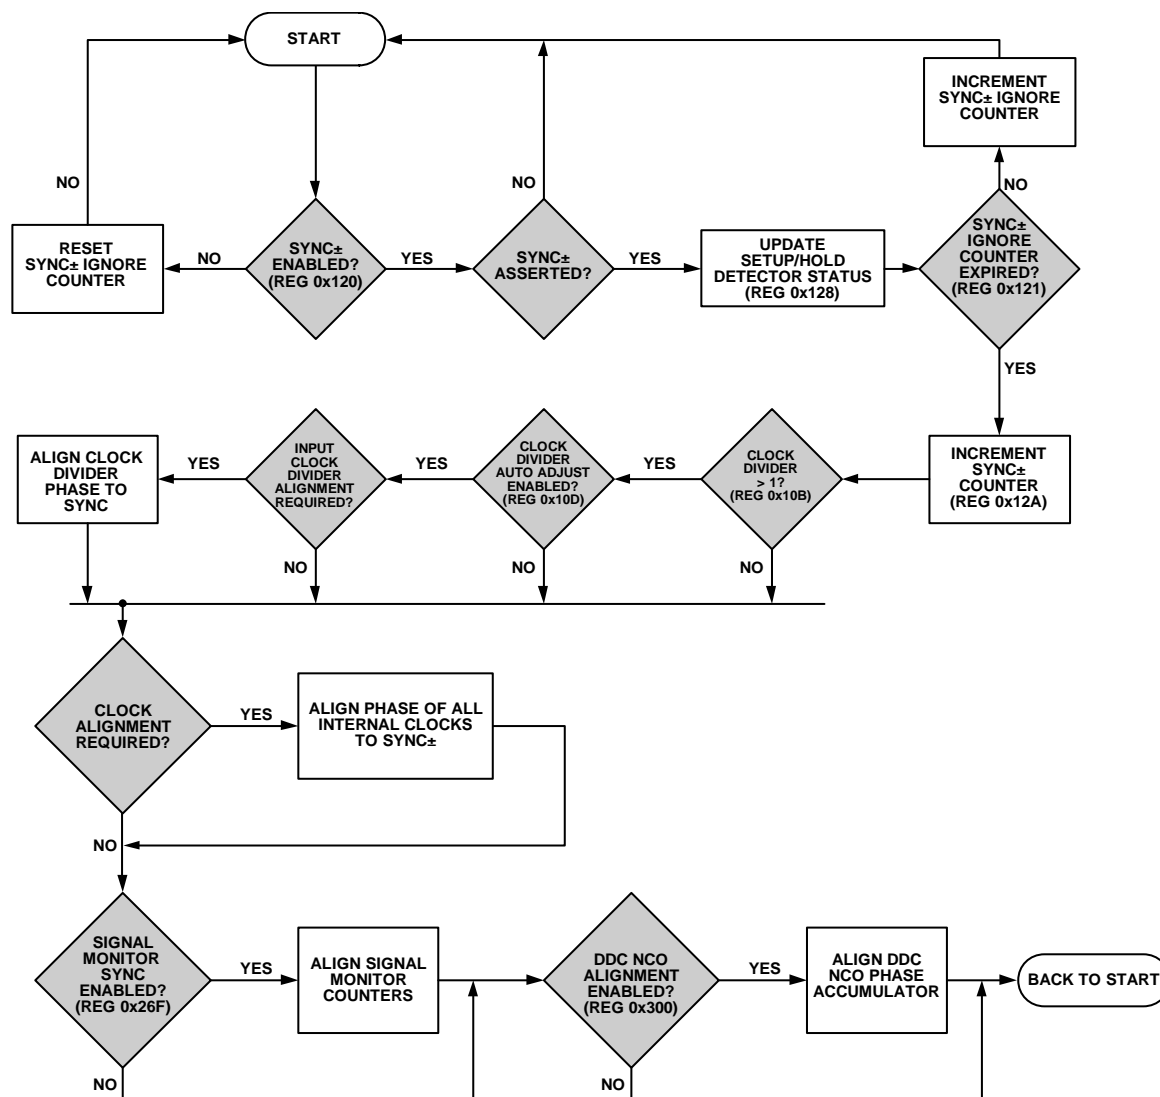 START
INCREMENT
SYNC± IGNORE
COUNTER
NO
NO
NO
RESET
SYNC± IGNORE
COUNTER
NO
SYNC±
ENABLED?
(REG 0x120)
YES
SYNC±
ASSERTED?
YES
UPDATE
SETUP/HOLD
DETECTOR STATUS
(REG 0x128)
SYNC±
IGNORE
COUNTER
EXPIRED?
(REG 0x121)
YES
ALIGN CLOCK
DIVIDER
PHASE TO
SYNC
YES
INPUT
CLOCK
DIVIDER
ALIGNMENT
REQUIRED?
YES
CLOCK
DIVIDER
AUTO ADJUST
ENABLED?
(REG 0x10D)
YES
CLOCK
DIVIDER
> 1?
(REG 0x10B)
INCREMENT
SYNC±
COUNTER
(REG 0x12A)
NO
NO
NO
CLOCK
ALIGNMENT
REQUIRED?
YES
ALIGN PHASE OF ALL
INTERNAL CLOCKS
TO SYNC±
NO
SIGNAL
MONITOR
SYNC
ENABLED?
(REG 0x26F)
YES
ALIGN SIGNAL
MONITOR
COUNTERS
DDC NCO
ALIGNMENT
ENABLED?
(REG 0x300)
YES
ALIGN DDC
NCO PHASE
ACCUMULATOR
BACK TO START
NO
NO